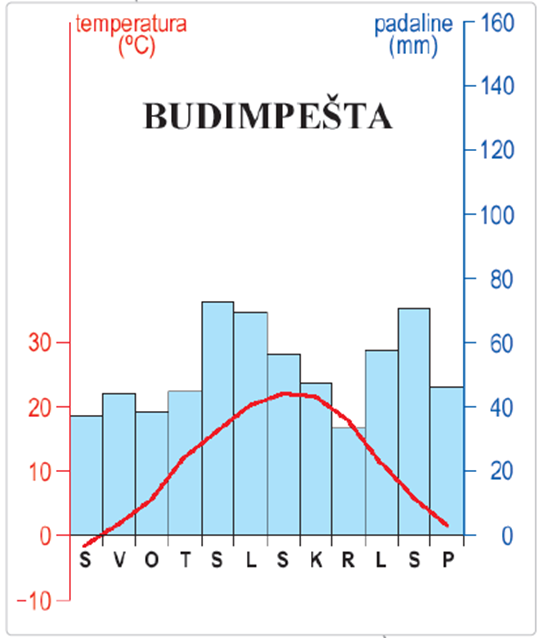 temperatura
(ºC)
padaline
(mm)
BUDIMPEŠTA
160
140
120
100
80
60
40
20
0
30
20
10
0
−10
S V O T S L S K R L S P